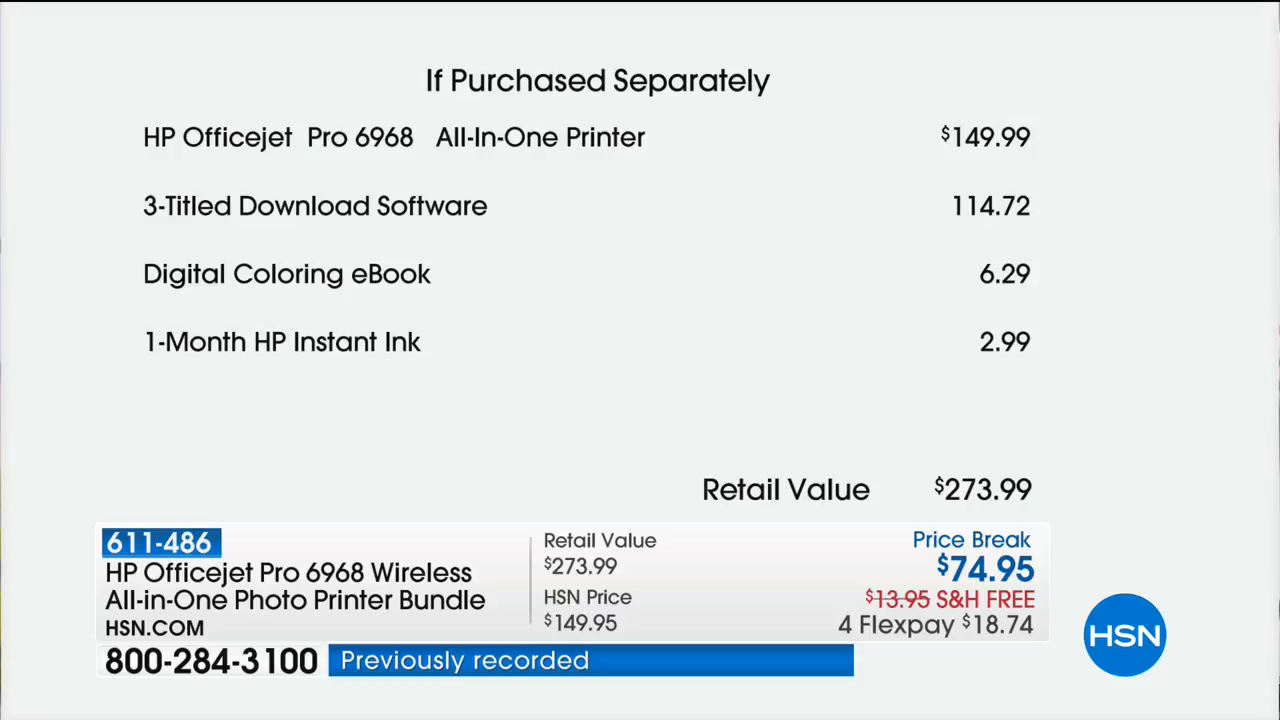 If Purchased Separately
HP Officejet Pro 6968 All-In-One Printer $149.99
3-Titled Download Software 114.72
Digital Coloring eBook 6.29
1-Month HP Instant Ink 2.99
Retail Value $273.99
611-486
HP Officejet Pro 6968 Wireless
All-in-One Photo Printer Bundle
HSN.COM
Retail Value
$273.99
HSN Price
$149.95
Price Break
$74.95
$13.95 S&H FREE
4 Flexpay $18.74
HSN
800-284-3100 Previously recorded